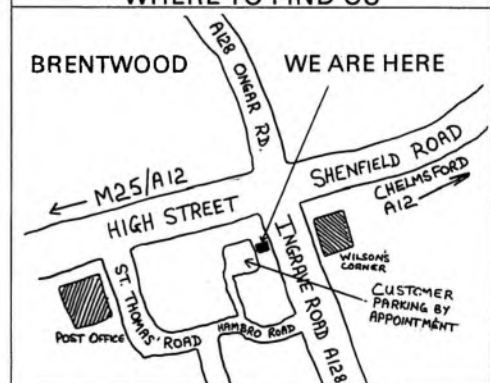 WHERE TO FIND US
BRENTWOOD
A128 ONGAR RD.
WE ARE HERE
← M25/A12
HIGH STREET
SHENFIELD ROAD
CHELMSFORD
A12
INGRAVE ROAD A128
WILSON'S
CORNER
CUSTOMER
PARKING BY
APPOINTMENT
ST. THOMAS' ROAD
HAMBRO ROAD
POST OFFICE